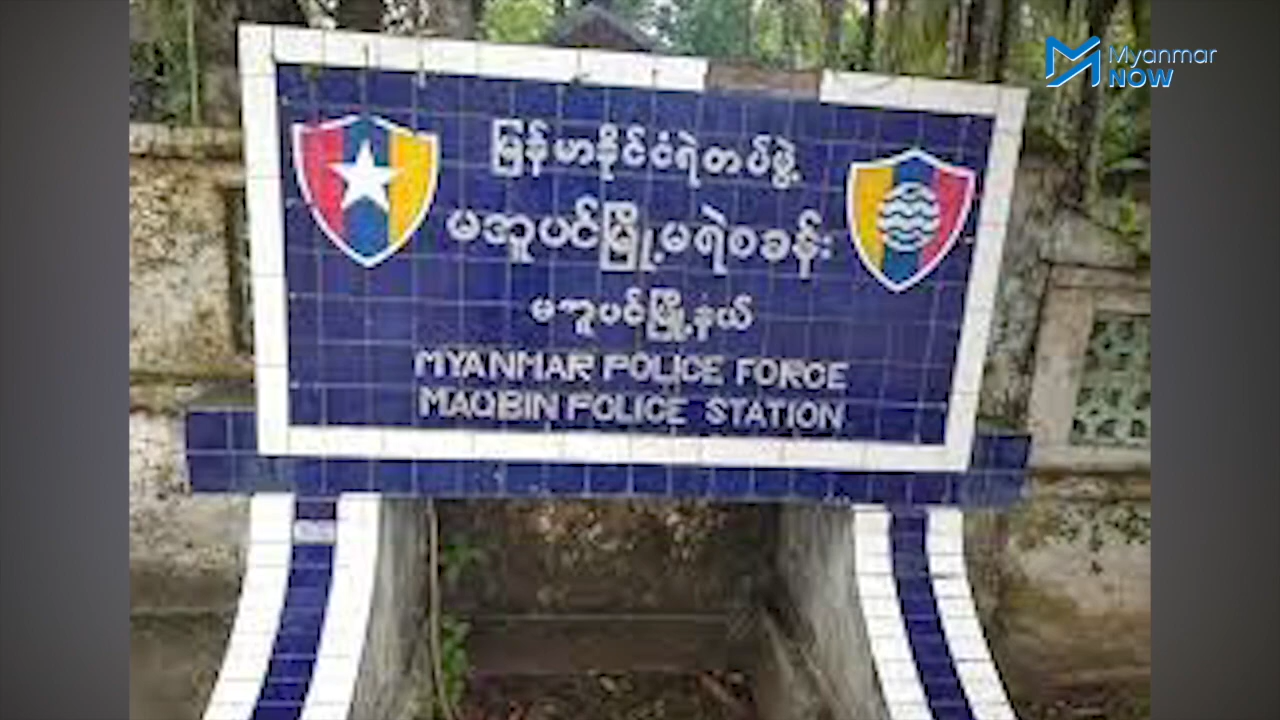 မြန်မာနိုင်ငံရဲတပ်ဖွဲ့
မအူပင်မြို့မရဲစခန်း
မအူပင်မြို့နယ်
MYANMAR POLICE FORCE
MAQBIN POLICE STATION
Myanmar
NOW